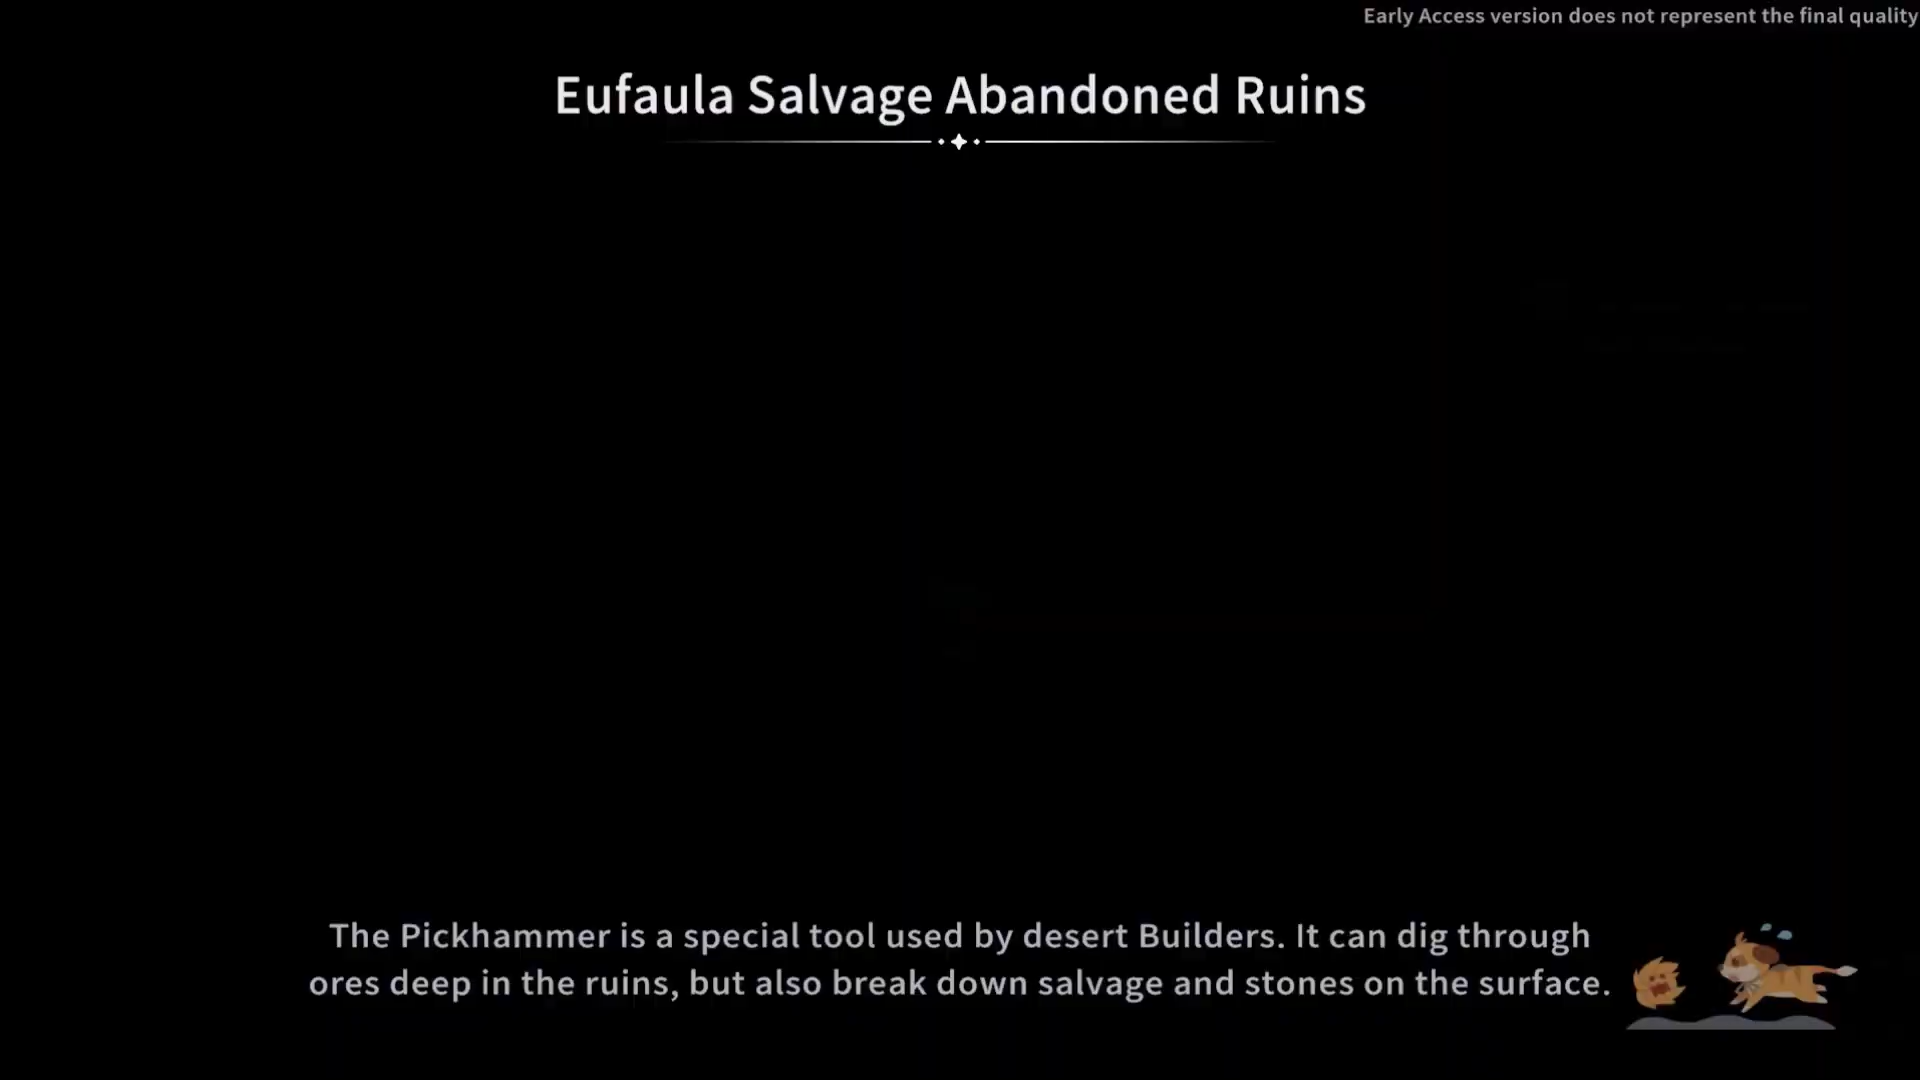 Early Access version does not represent the final quality
Eufaula Salvage Abandoned Ruins
The Pickhammer is a special tool used by desert Builders. It can dig through
ores deep in the ruins, but also break down salvage and stones on the surface.